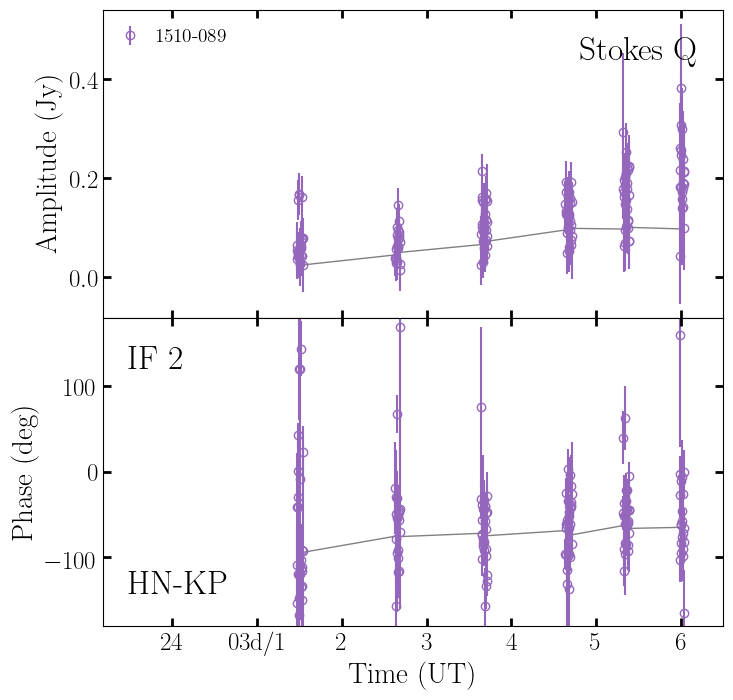 1510-089
Stokes Q
Amplitude (Jy)
0.4
0.2
0.0
IF 2
Phase (deg)
100
0
−100
HN-KP
24 03d/1 2 3 4 5 6
Time (UT)